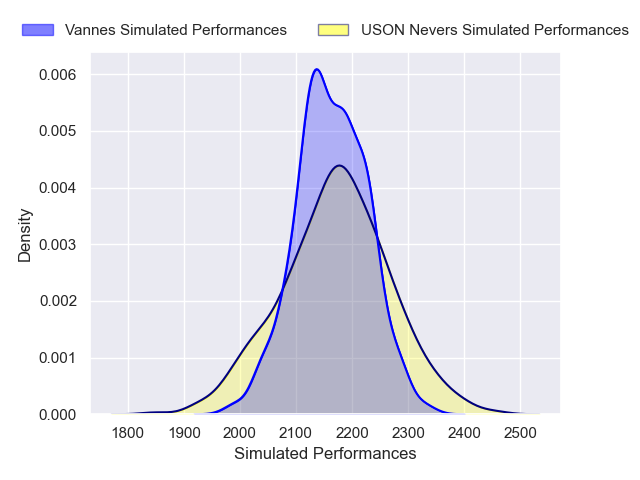 Vannes Simulated Performances USON Nevers Simulated Performances
0.006
0.005
0.004
0.003
0.002
0.001
0.000
Density
1800 1900 2000 2100 2200 2300 2400 2500
Simulated Performances